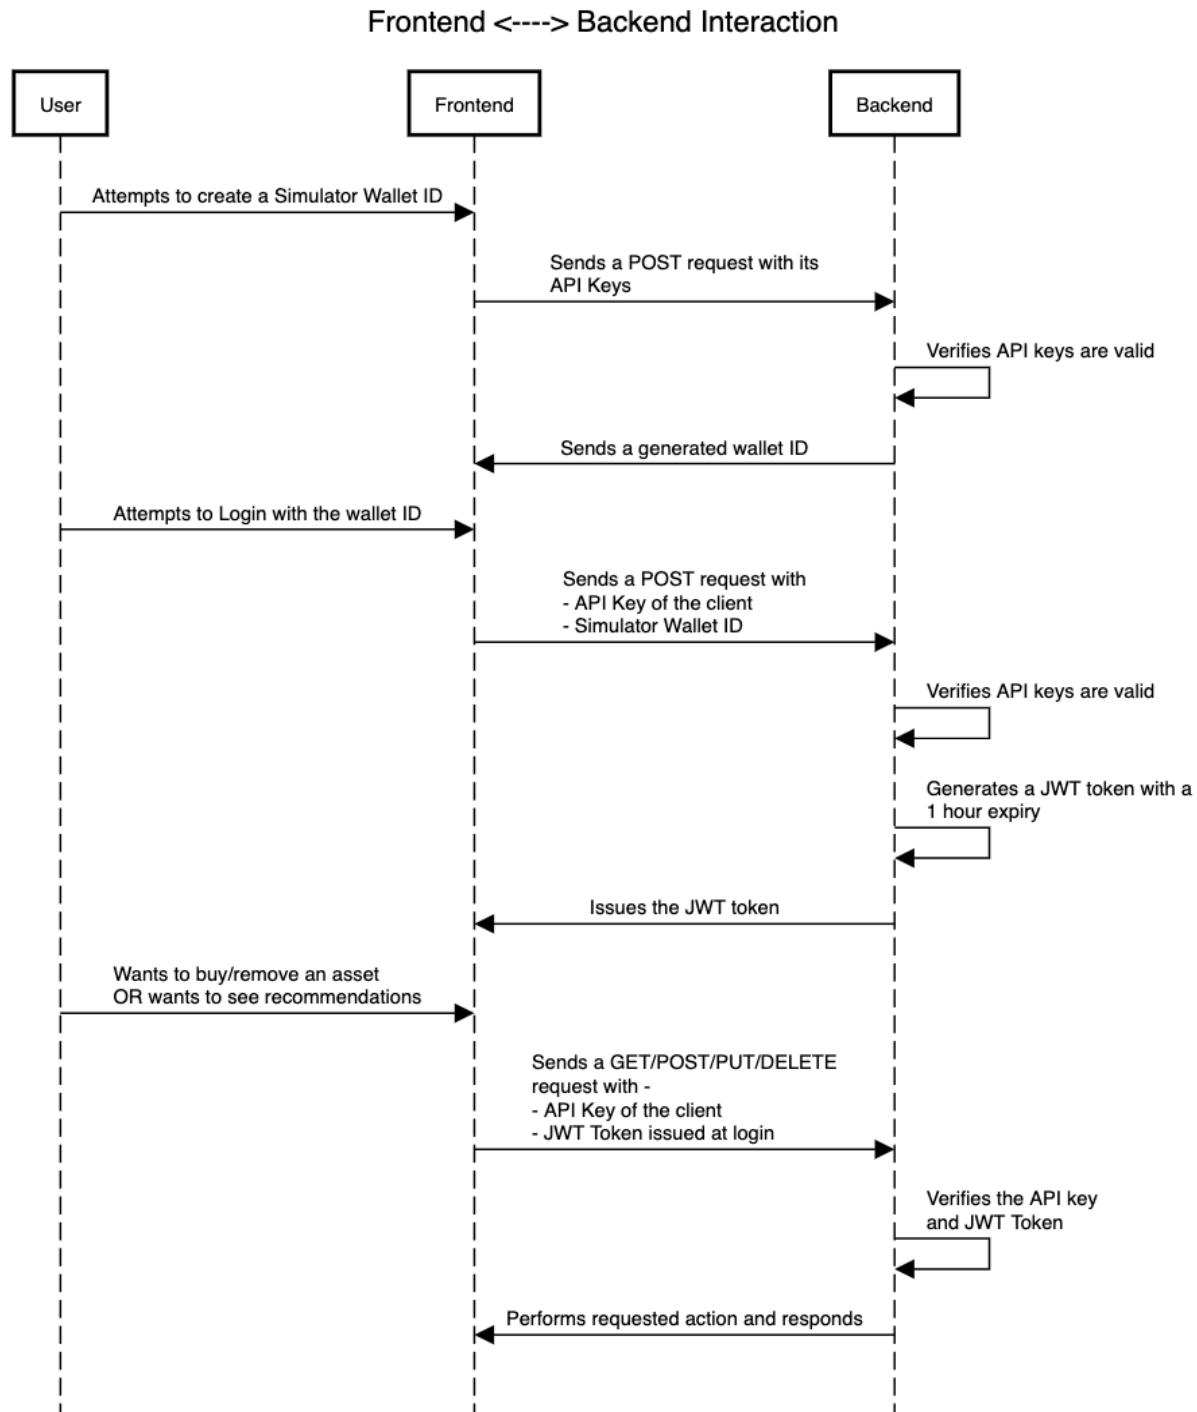 Frontend <----> Backend Interaction
User
Frontend
Backend
Attempts to create a Simulator Wallet ID
Sends a POST request with its
API Keys
Verifies API keys are valid
Sends a generated wallet ID
Attempts to Login with the wallet ID
Sends a POST request with
- API Key of the client
- Simulator Wallet ID
Verifies API keys are valid
Generates a JWT token with a
1 hour expiry
Issues the JWT token
Wants to buy/remove an asset
OR wants to see recommendations
Sends a GET/POST/PUT/DELETE
request with -
- API Key of the client
- JWT Token issued at login
Verifies the API key
and JWT Token
Performs requested action and responds